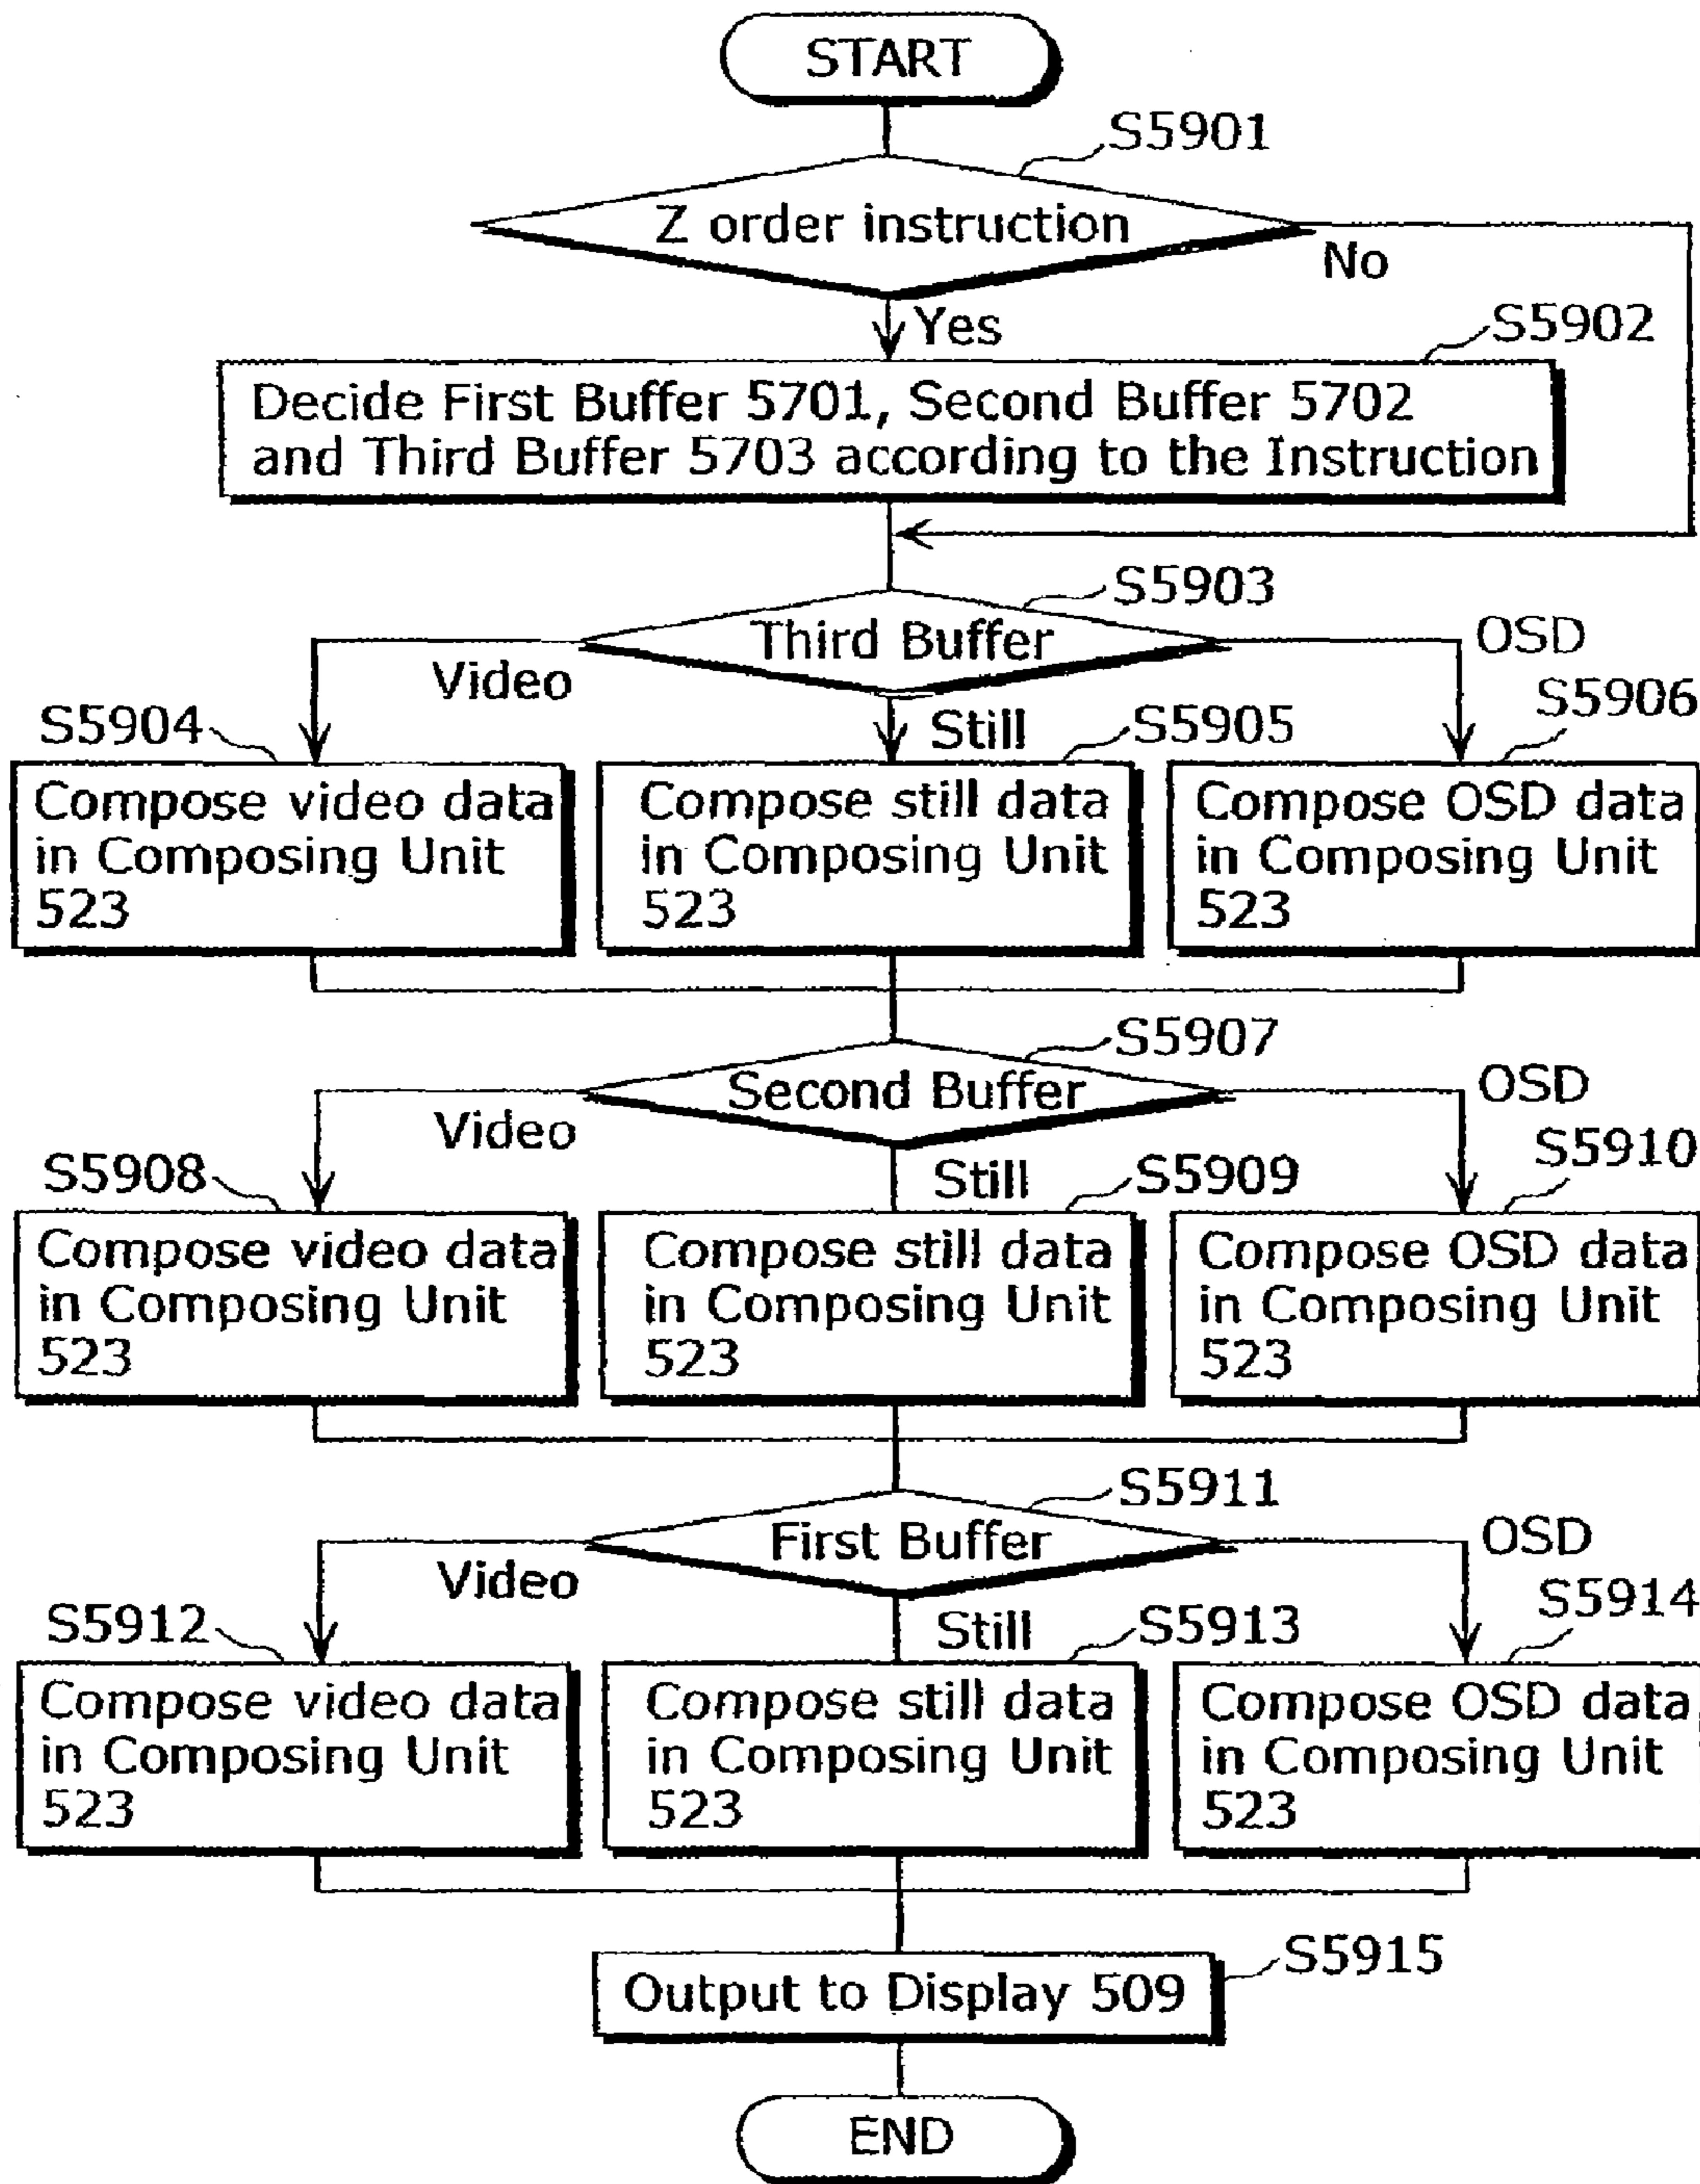 START
S5901
Z order instruction
No
Yes
S5902
Decide First Buffer 5701, Second Buffer 5702
and Third Buffer 5703 according to the Instruction
S5903
Third Buffer
Video
Still
OSD
S5904
S5905
S5906
Compose video data
in Composing Unit
523
Compose still data
in Composing Unit
523
Compose OSD data
in Composing Unit
523
S5907
Second Buffer
Video
Still
OSD
S5908
S5909
S5910
Compose video data
in Composing Unit
523
Compose still data
in Composing Unit
523
Compose OSD data
in Composing Unit
523
S5911
First Buffer
Video
Still
OSD
S5912
S5913
S5914
Compose video data
in Composing Unit
523
Compose still data
in Composing Unit
523
Compose OSD data
in Composing Unit
523
S5915
Output to Display 509
END